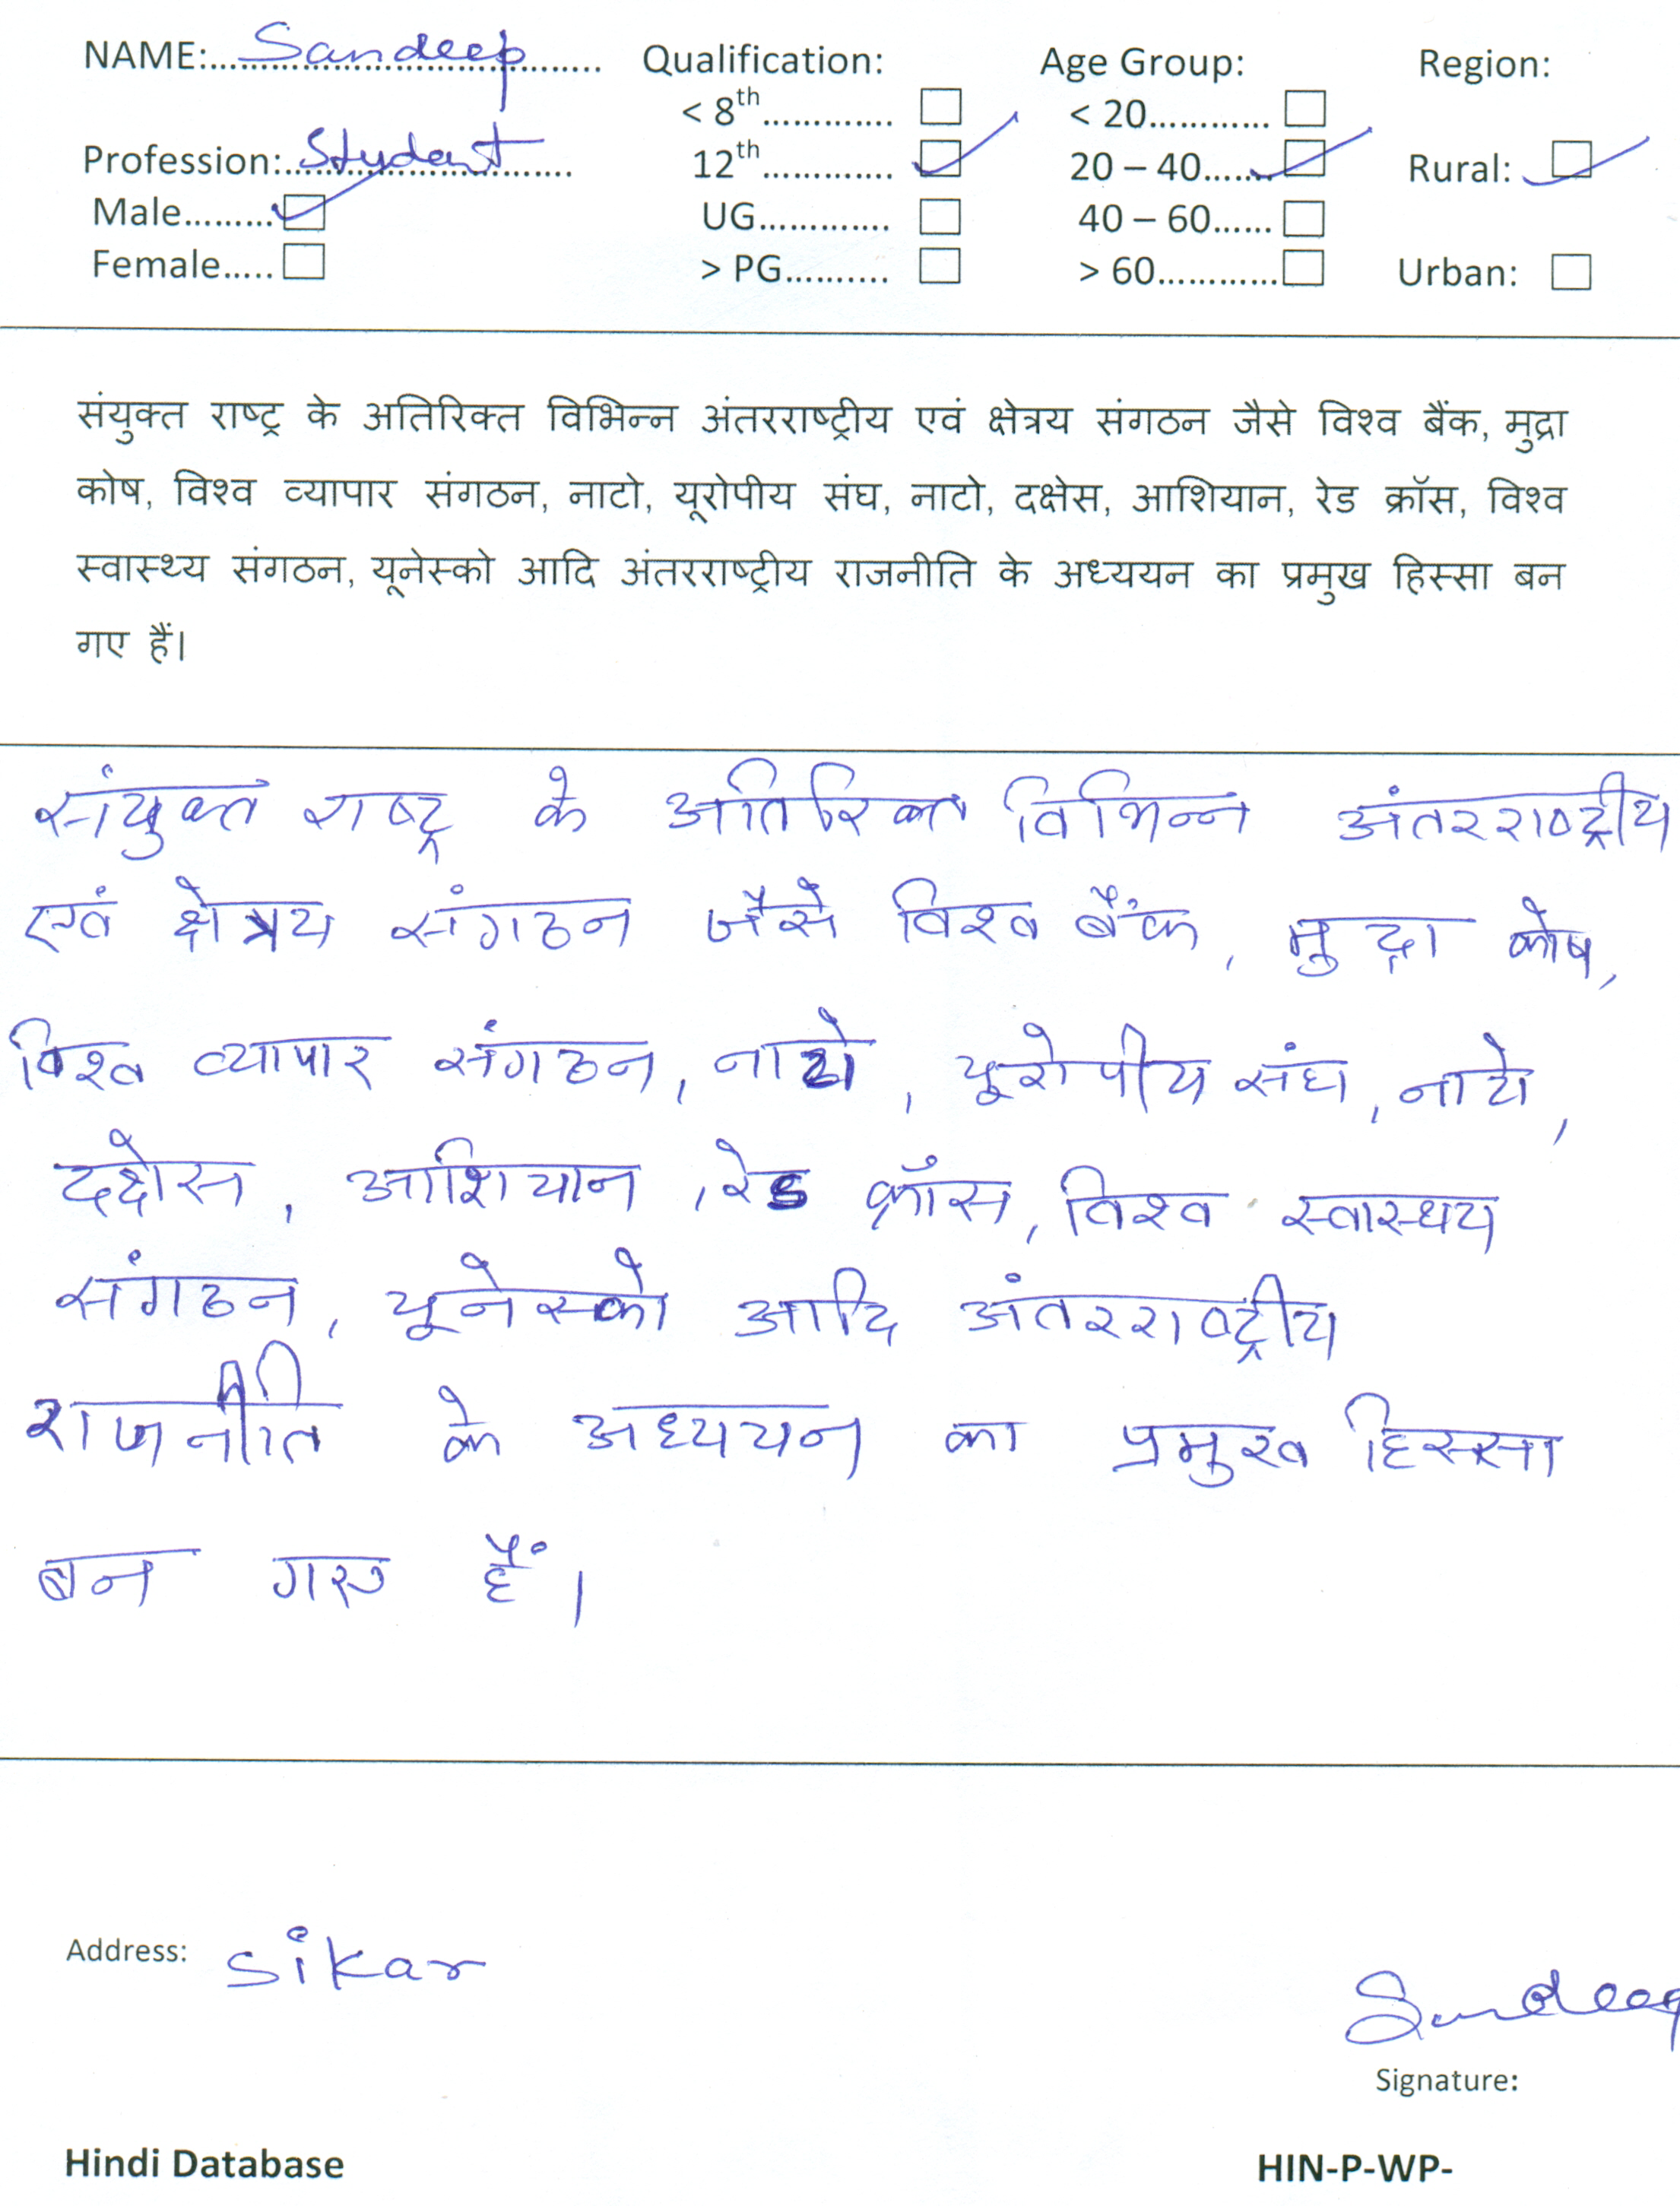 NAME: Sandeep Qualification: Age Group: Region:
< 8th............. < 20............
Profession: Student 12th............. 20 – 40....... Rural:
Male......... UG............. 40 – 60......
Female..... > PG.......... > 60............ Urban:
संयुक्त राष्ट्र के अतिरिक्त विभिन्न अंतरराष्ट्रीय एवं क्षेत्रय संगठन जैसे विश्व बैंक, मुद्रा
कोष, विश्व व्यापार संगठन, नाटो, यूरोपीय संघ, नाटो, दक्षेस, आशियान, रेड क्रॉस, विश्व
स्वास्थ्य संगठन, यूनेस्को आदि अंतरराष्ट्रीय राजनीति के अध्ययन का प्रमुख हिस्सा बन
गए हैं।
संयुक्त राष्ट्र के अतिरिक्त विभिन्न अंतरराष्ट्रीय
एवं क्षेत्रय संगठन जैसे विश्व बैंक, मुद्रा कोष,
विश्व व्यापार संगठन, नाटो, यूरोपीय संघ, नाटो,
दक्षेस, आशियान, रेड क्रॉस, विश्व स्वास्थय
संगठन, यूनेस्को आदि अंतरराष्ट्रीय
राजनीति के अध्ययन का प्रमुख हिस्सा
बन गए हैं।
Address: Sikar
Sandeep
Signature:
Hindi Database HIN-P-WP-